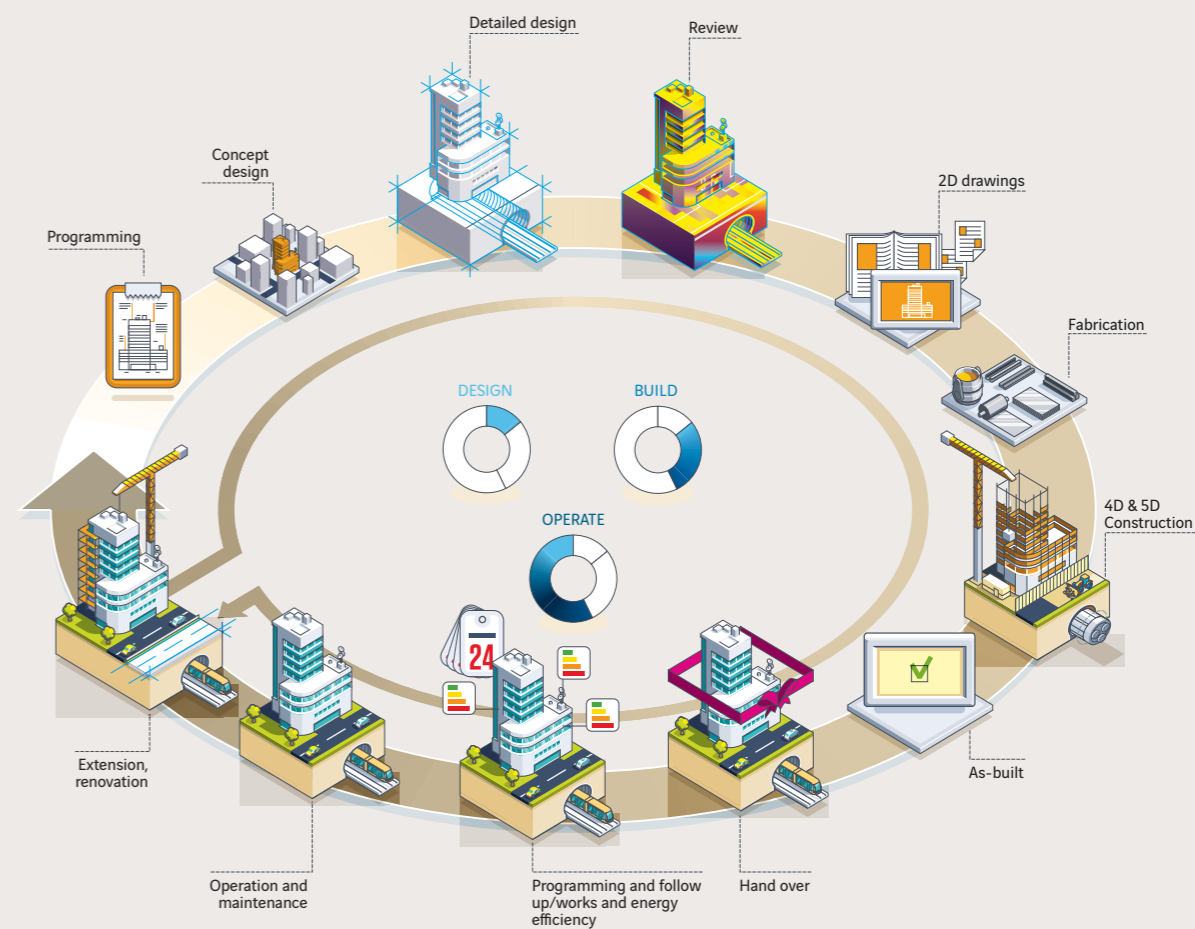 Detailed design
Review
Concept
design
2D drawings
Programming
Fabrication
DESIGN
BUILD
4D & 5D
Construction
OPERATE
24
Extension,
renovation
As-built
Operation and
maintenance
Programming and follow
up/works and energy
efficiency
Hand over